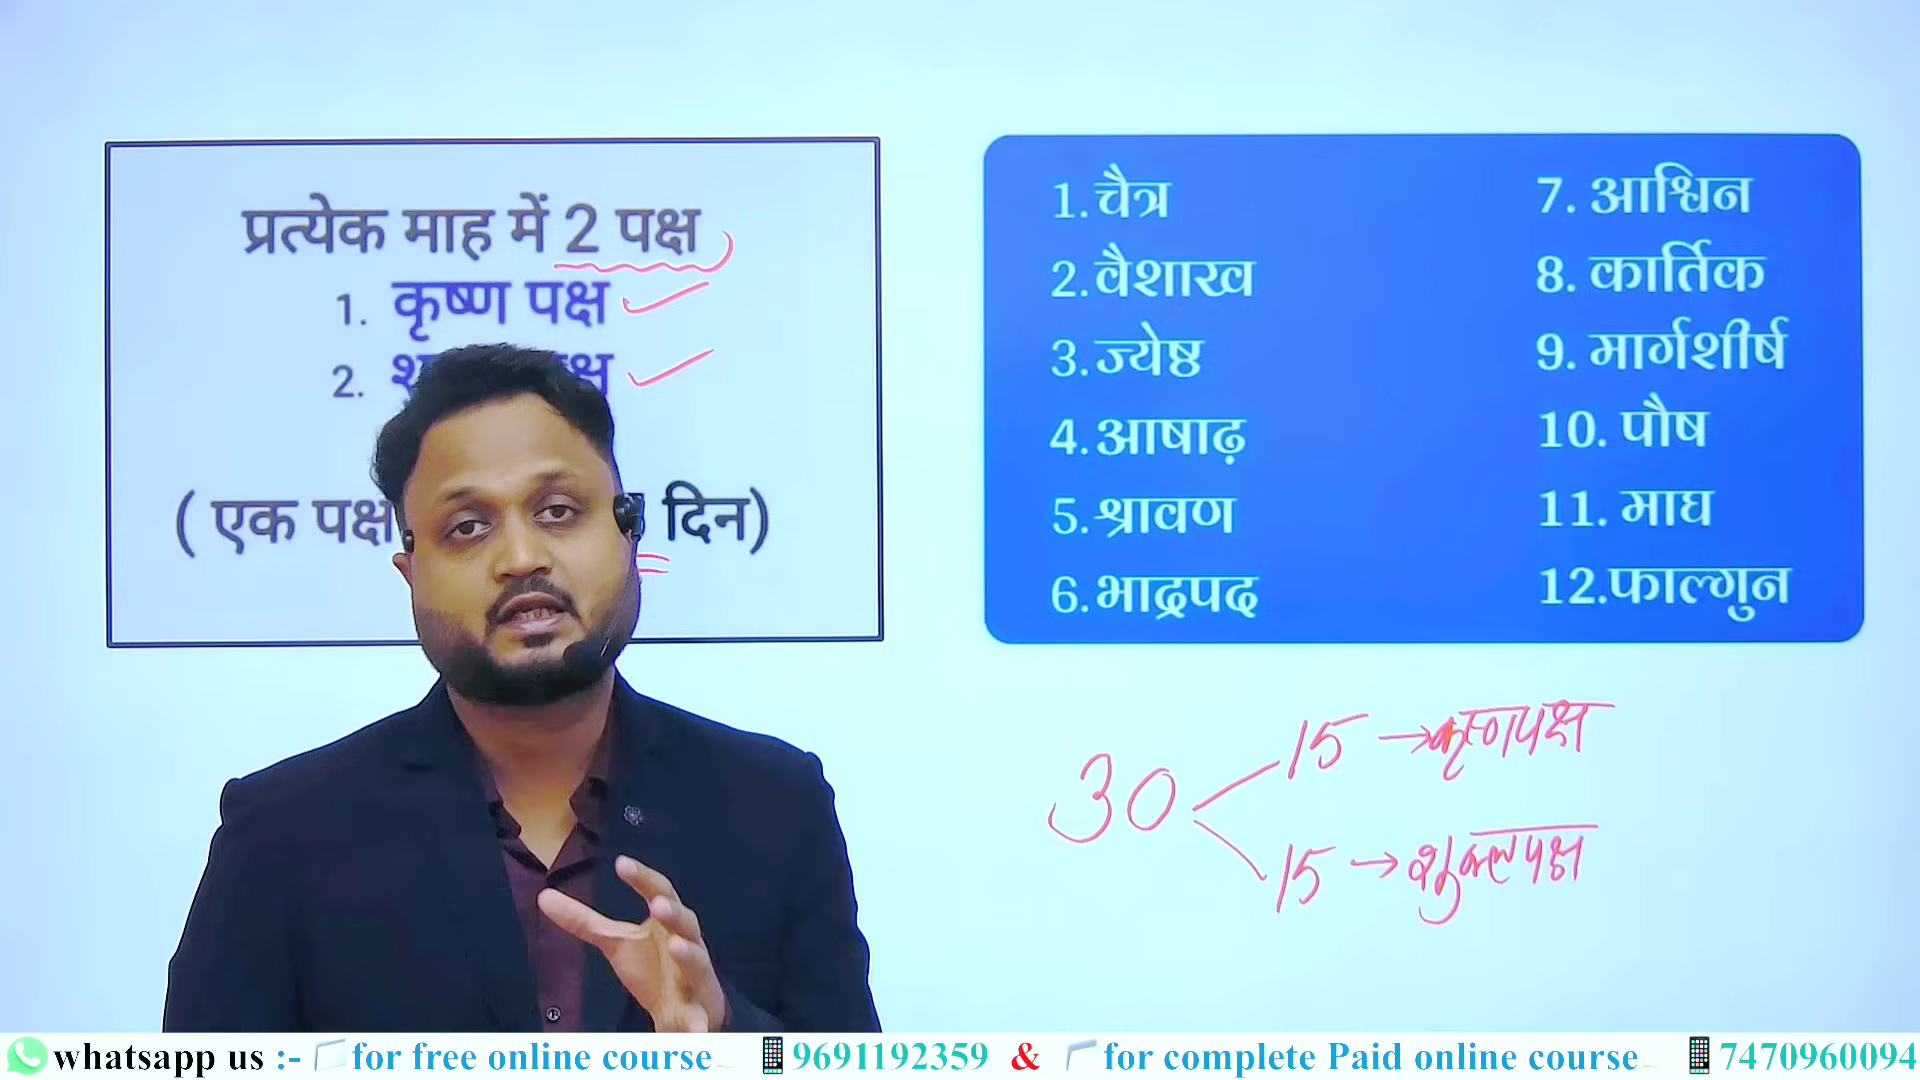 प्रत्येक माह में 2 पक्ष
1. कृष्ण पक्ष
2.
( एक पक्ष दिन)
1.चैत्र
2.वैशाख
3.ज्येष्ठ
4.आषाढ़
5.श्रावण
6.भाद्रपद
7. आश्विन
8. कार्तिक
9. मार्गशीर्ष
10. पौष
11. माघ
12.फाल्गुन
30
15 → कृष्णपक्ष
15 → शुक्लपक्ष
whatsapp us :- for free online course 9691192359 & for complete Paid online course 7470960094